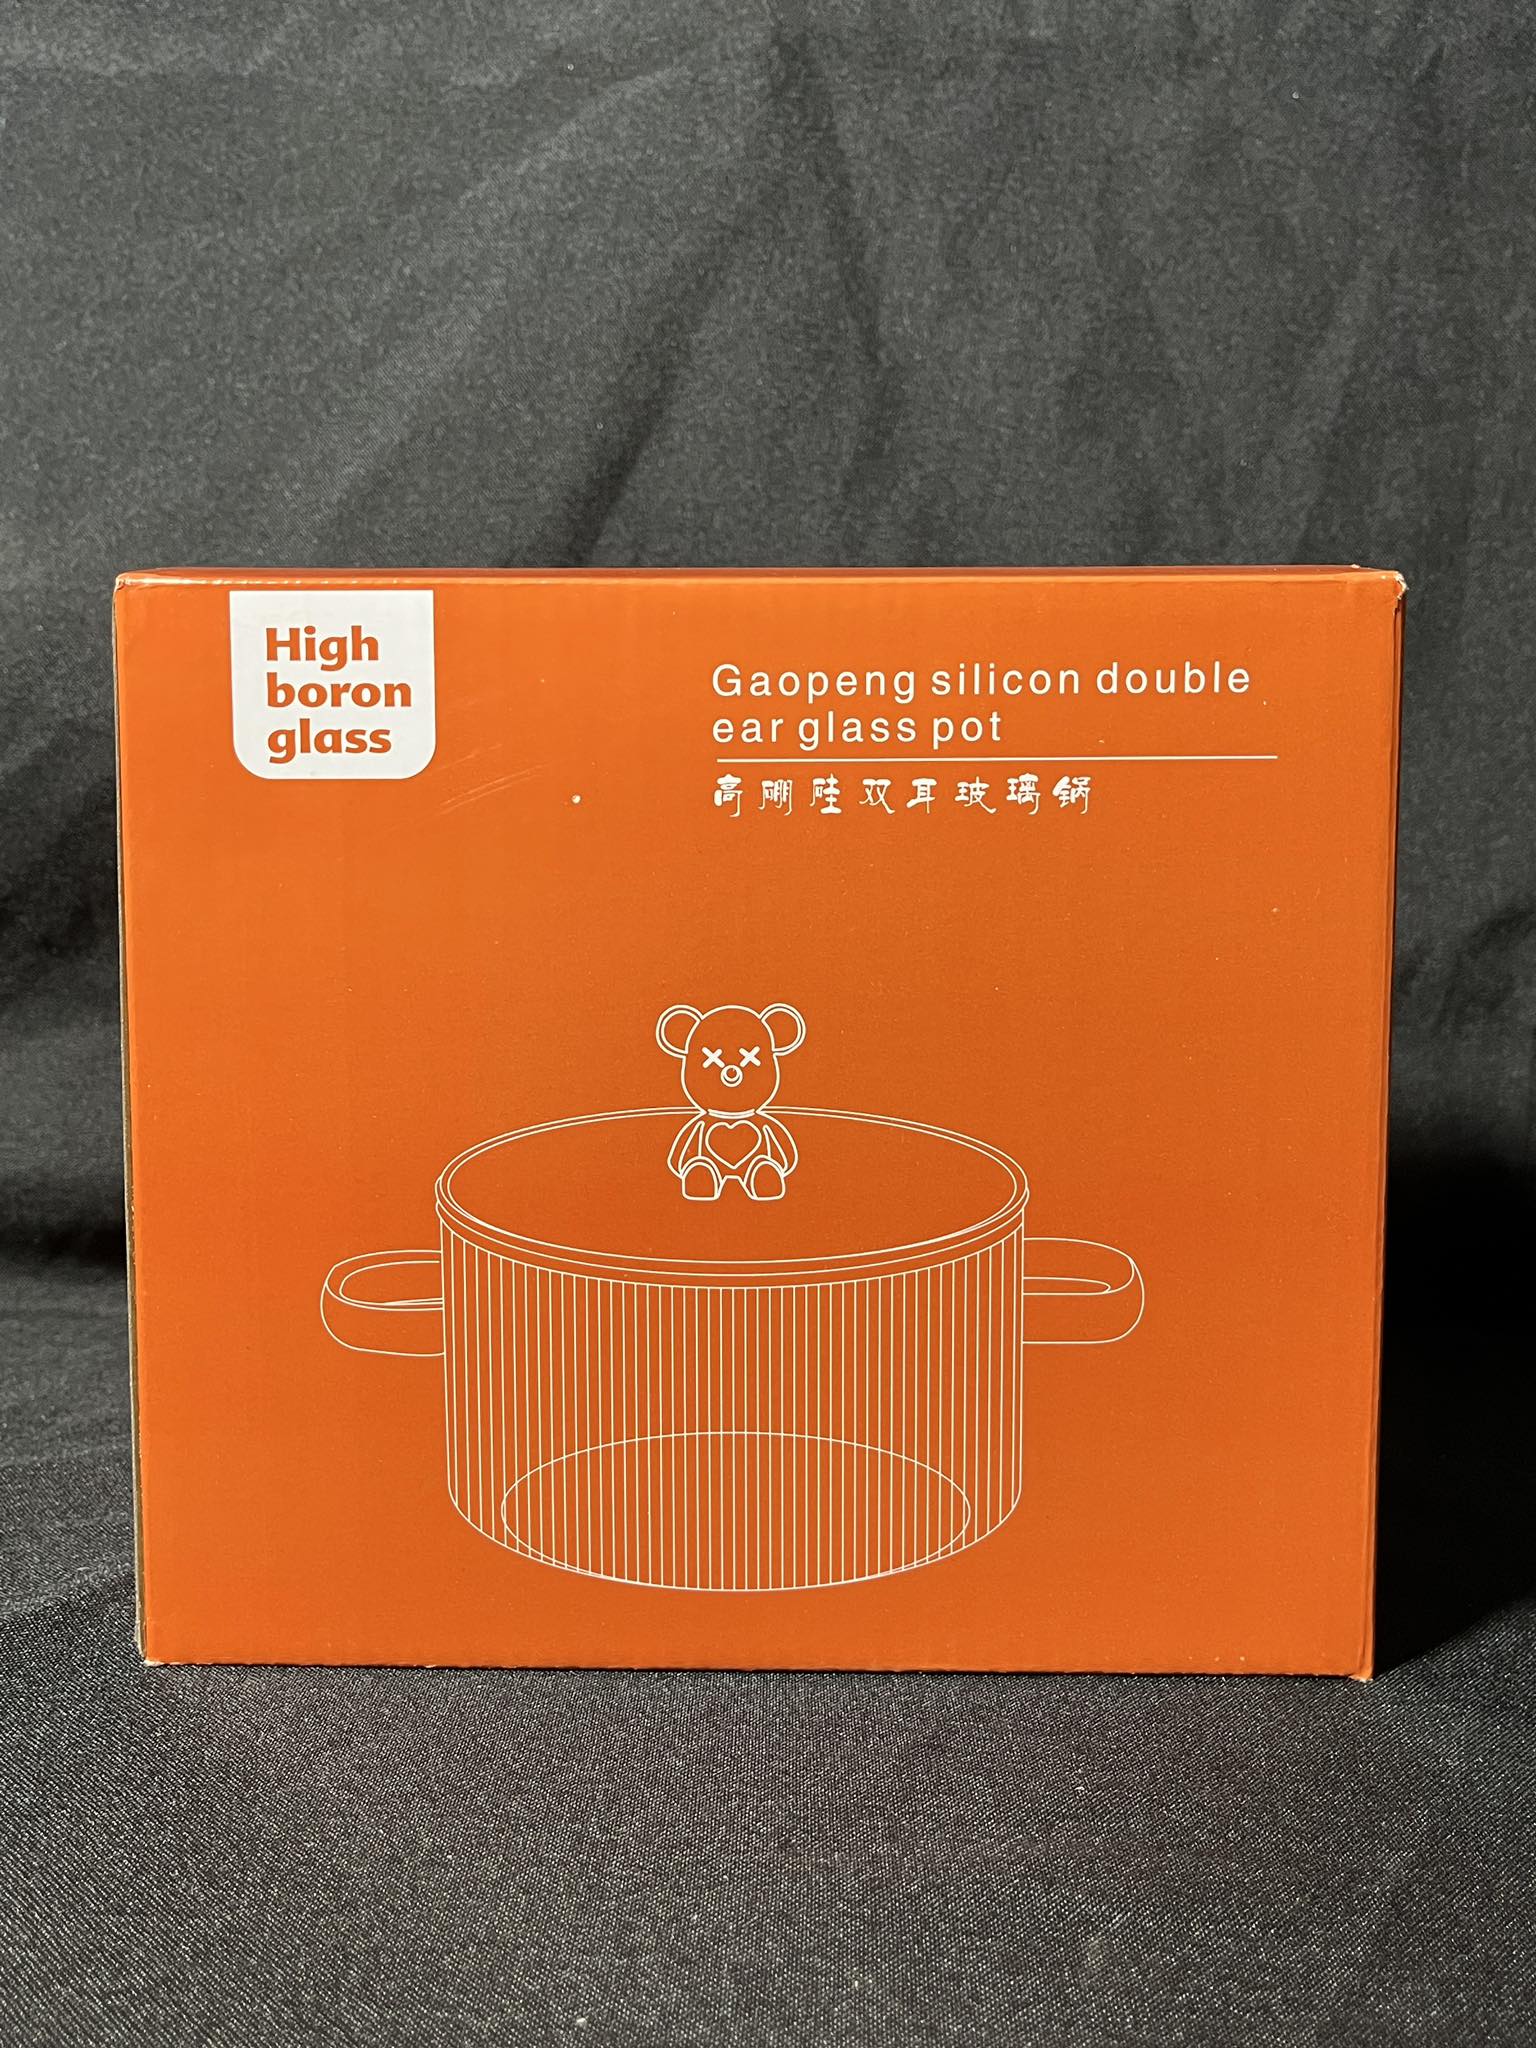 High
boron
glass
Gaopeng silicon double
ear glass pot
高硼硅双耳玻璃锅